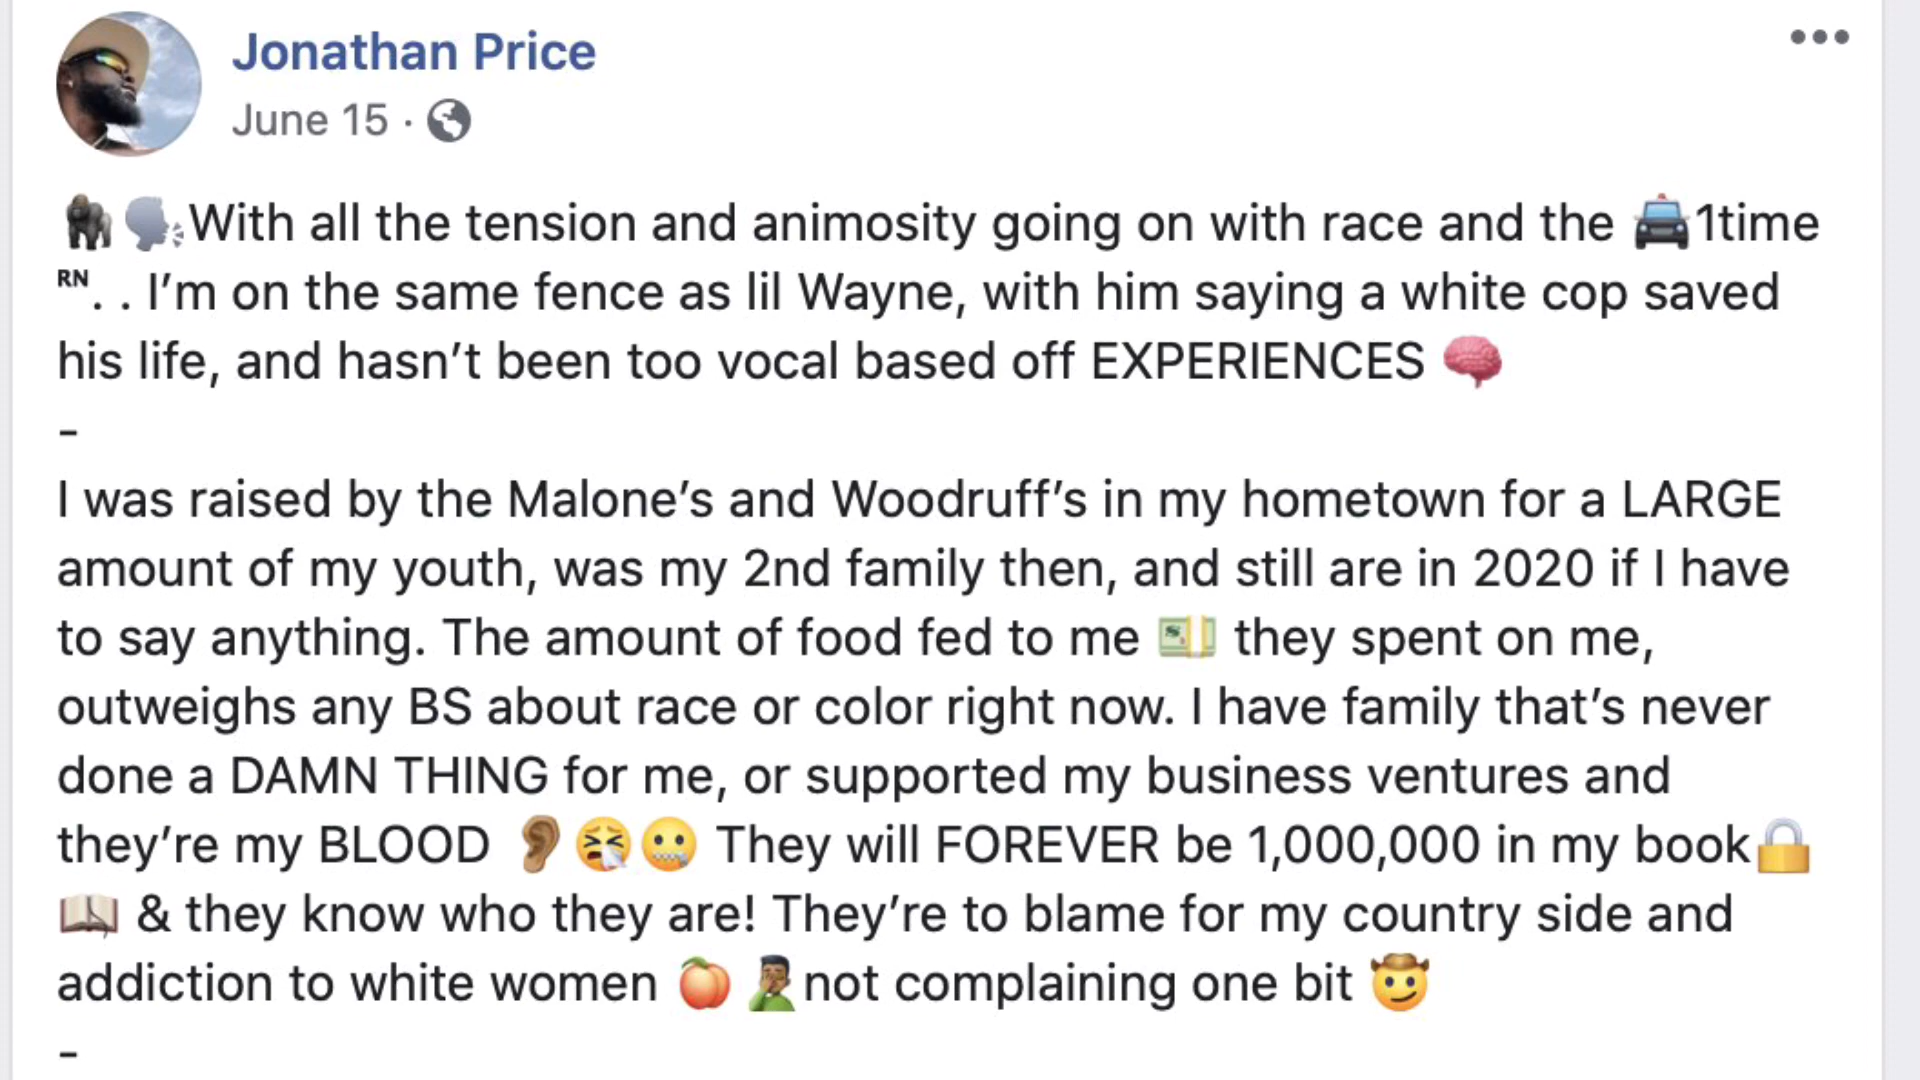 Jonathan Price
June 15 ·
🦍🗣With all the tension and animosity going on with race and the 🚔1time
ᴿᴺ. . I’m on the same fence as lil Wayne, with him saying a white cop saved
his life, and hasn’t been too vocal based off EXPERIENCES 🧠
-
I was raised by the Malone’s and Woodruff’s in my hometown for a LARGE
amount of my youth, was my 2nd family then, and still are in 2020 if I have
to say anything. The amount of food fed to me 💵 they spent on me,
outweighs any BS about race or color right now. I have family that’s never
done a DAMN THING for me, or supported my business ventures and
they’re my BLOOD 👂🏾🤧🤐 They will FOREVER be 1,000,000 in my book🔒
📖 & they know who they are! They’re to blame for my country side and
addiction to white women 🍑 🤦🏾‍♂️not complaining one bit 🤠
-